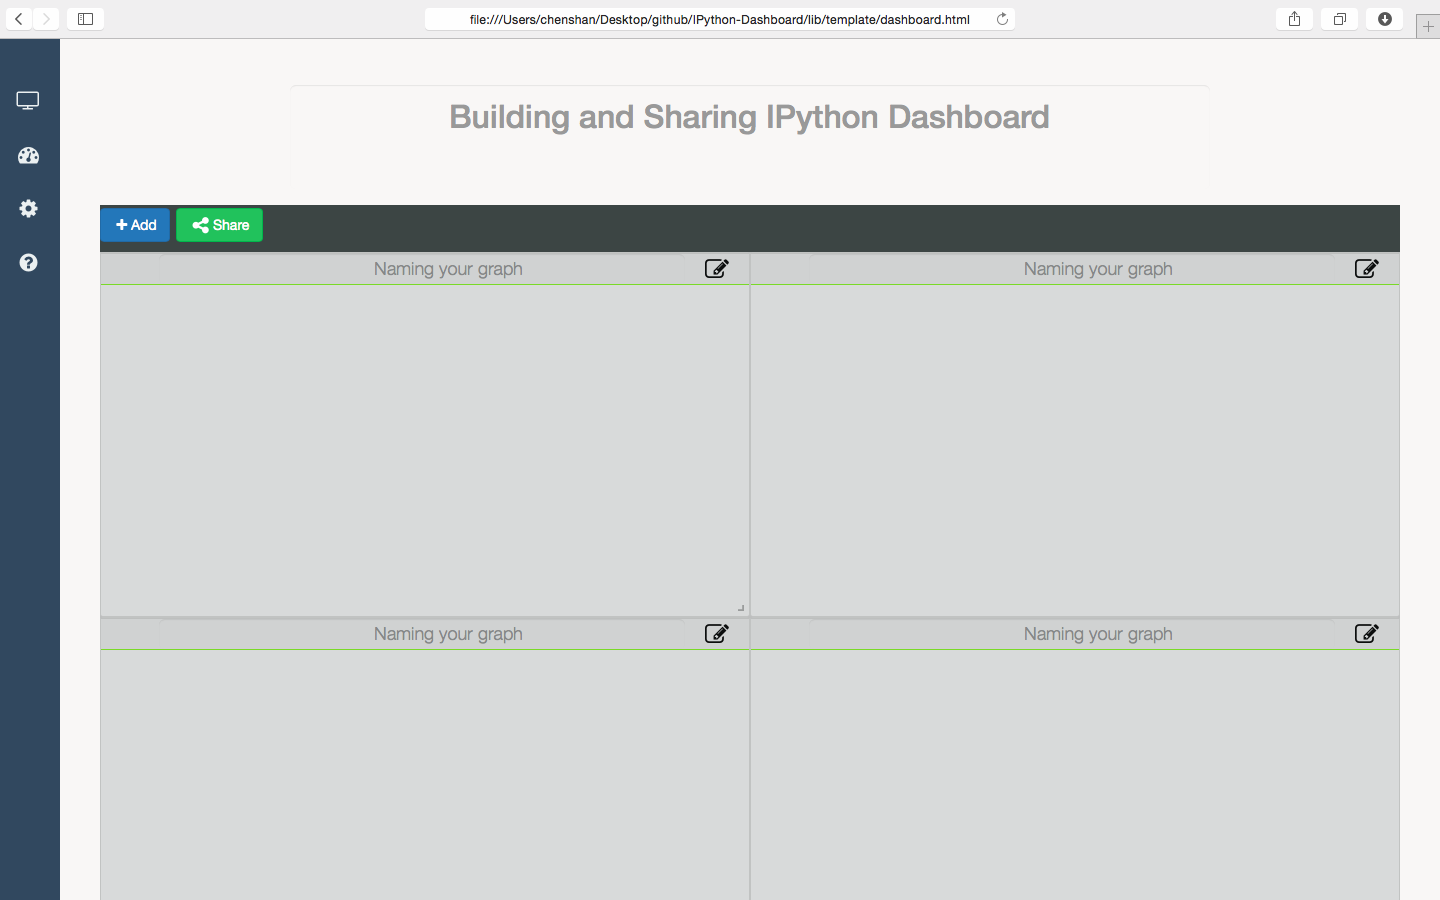 file:///Users/chenshan/Desktop/github/IPython-Dashboard/lib/template/dashboard.html
Building and Sharing IPython Dashboard
Add Share
Naming your graph Naming your graph
Naming your graph Naming your graph